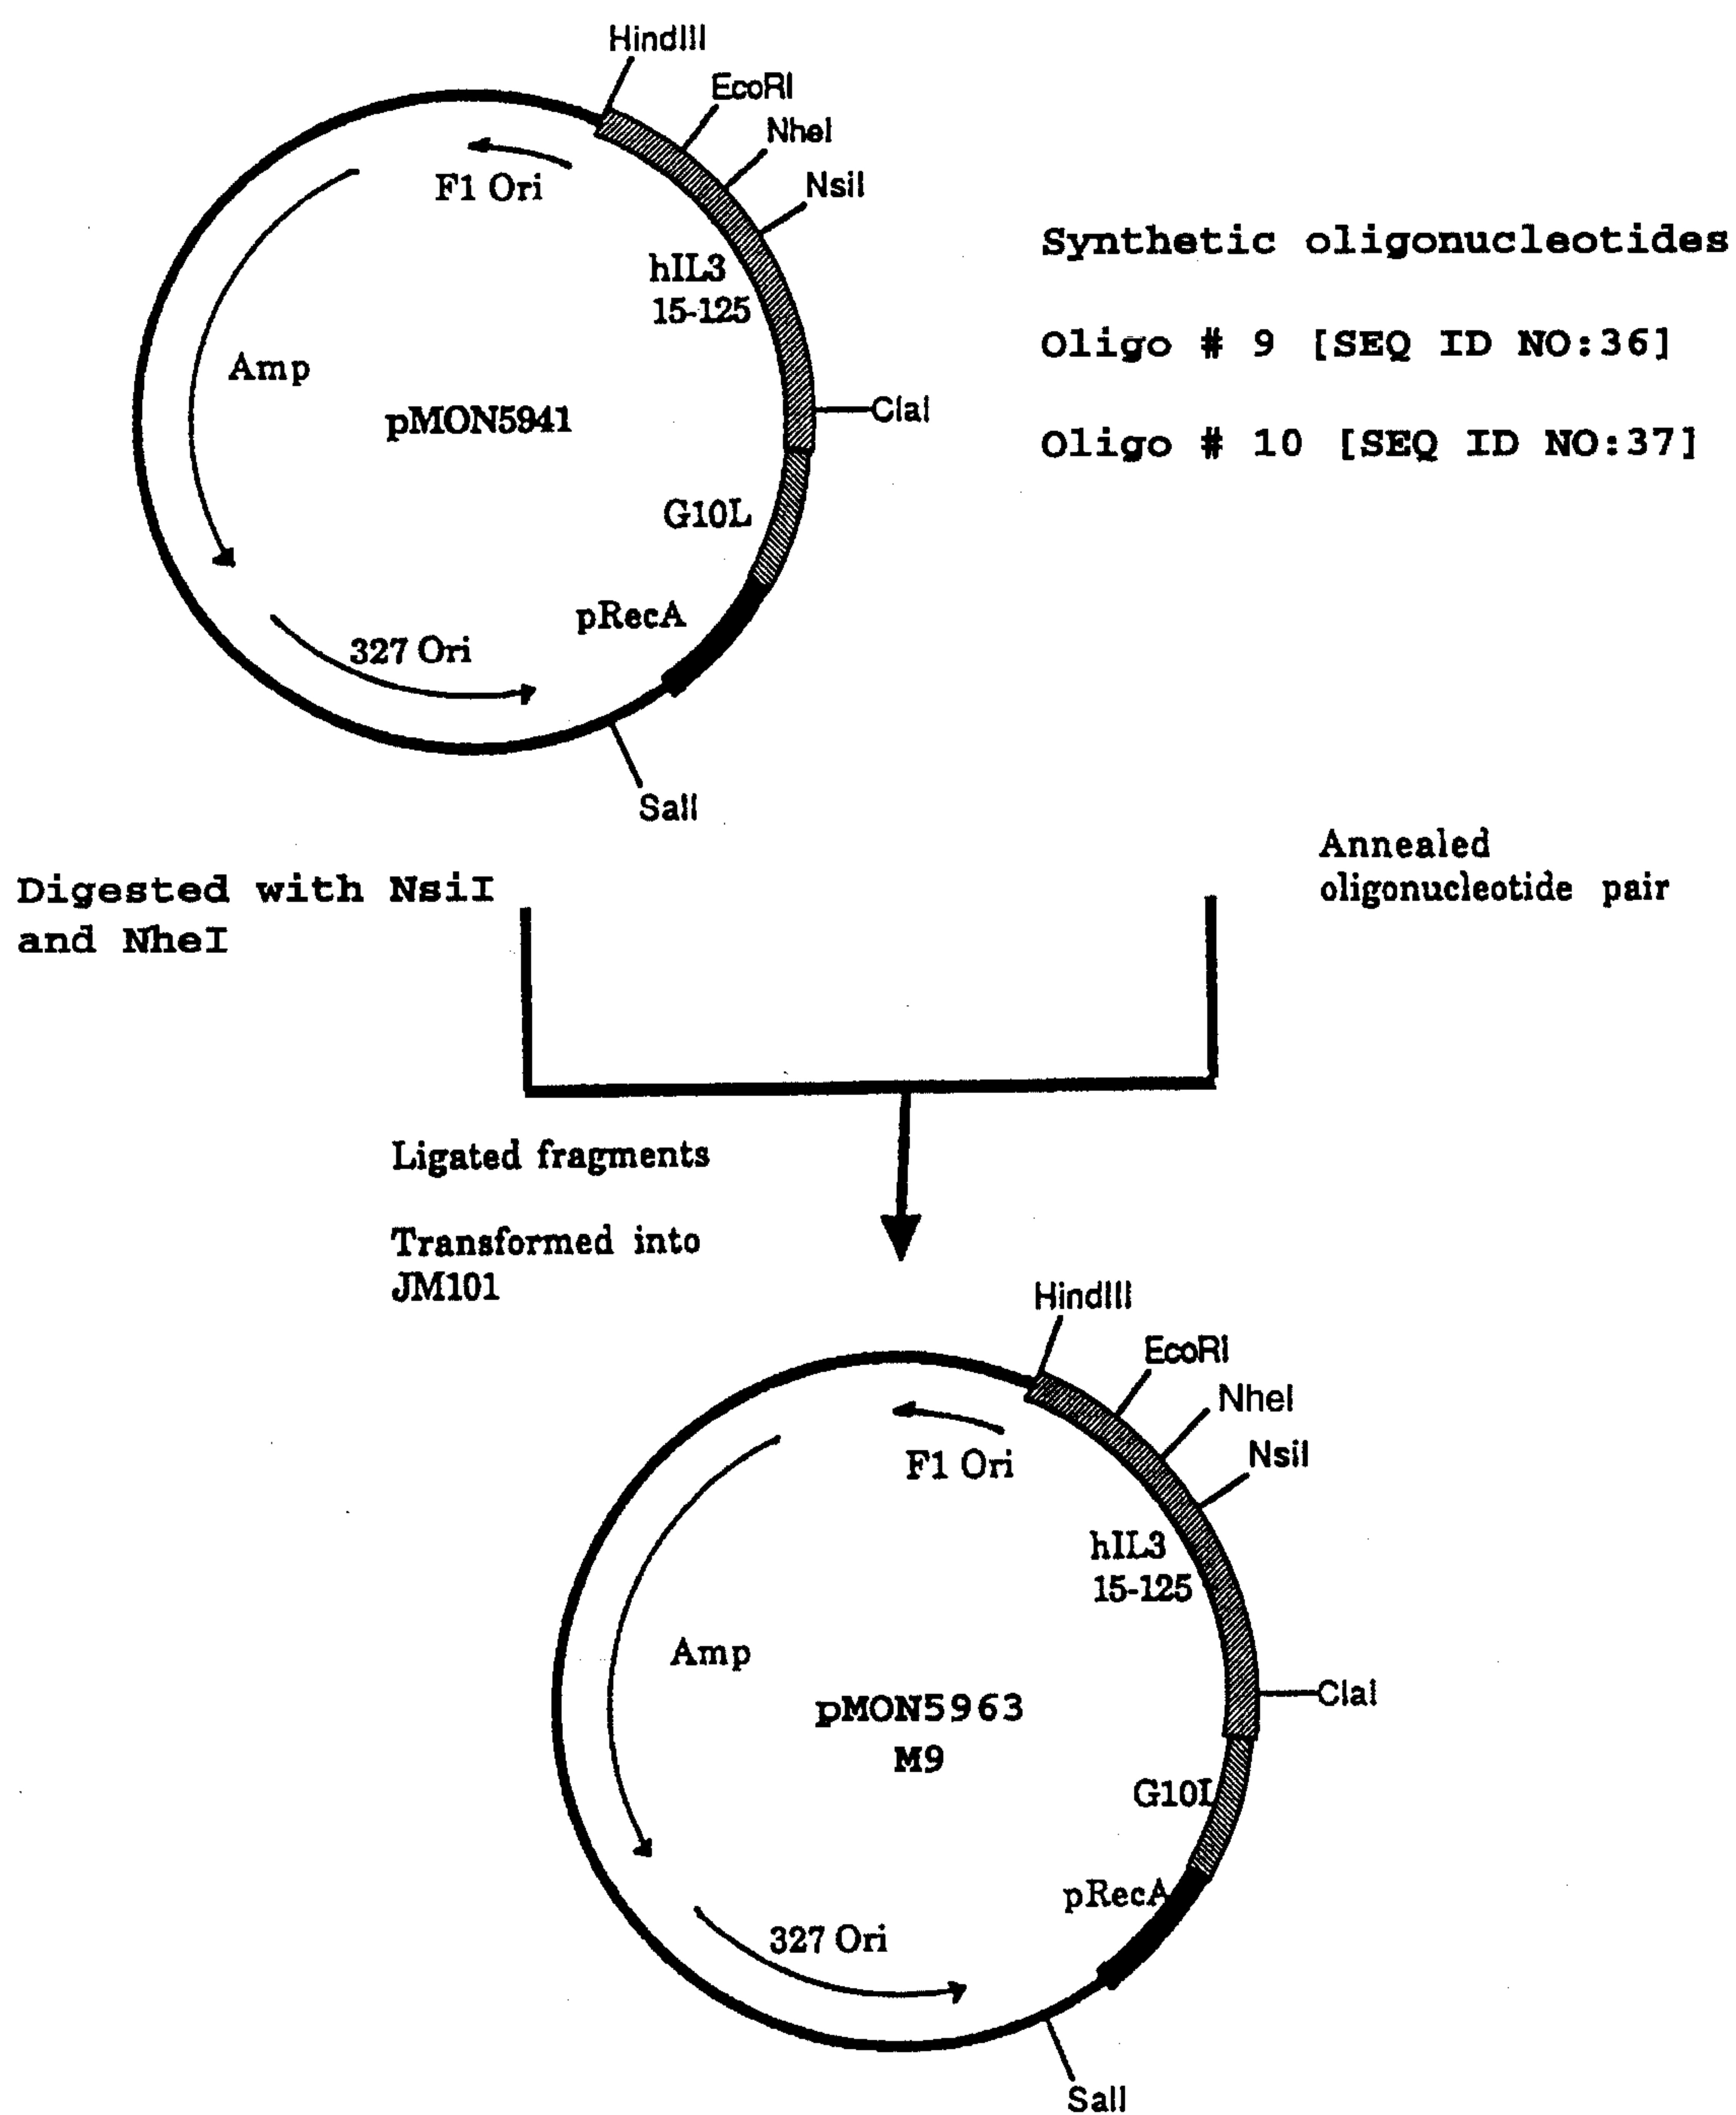 HindIII
EcoRI
NheI
NsiI
F1 Ori
hIL3
15-125
Amp
pMON5941
ClaI
G10L
pRecA
327 Ori
SalI
Synthetic oligonucleotides
Oligo # 9 [SEQ ID NO:36]
Oligo # 10 [SEQ ID NO:37]
Digested with NsiI
and NheI
Annealed
oligonucleotide pair
Ligated fragments
Transformed into
JM101
HindIII
EcoRI
NheI
NsiI
F1 Ori
hIL3
15-125
Amp
pMON5963
M9
ClaI
G10L
pRecA
327 Ori
SalI